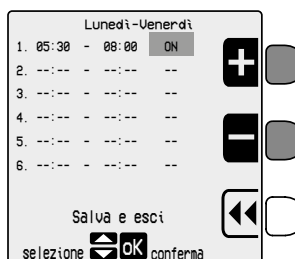 Lunedì-Venerdì
1. 05:30 - 08:00 ON
2. --:-- - --:-- --
3. --:-- - --:-- --
4. --:-- - --:-- --
5. --:-- - --:-- --
6. --:-- - --:-- --
Salva e esci
selezione OK conferma